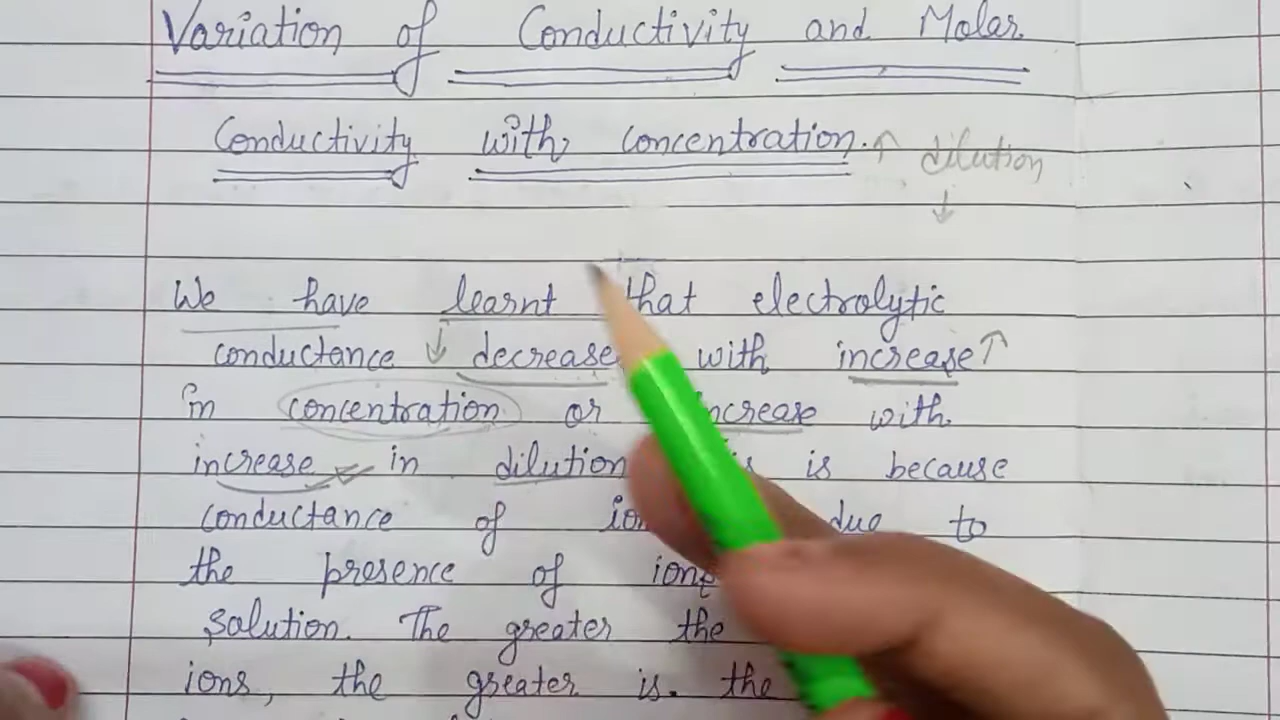 Variation of Conductivity and Molar
Conductivity with concentration. ↑ dilution
↓
We have learnt that electrolytic
conductance ↓ decrease with increase ↑
in concentration or increase with
increase in dilution is because
conductance of due to
the presence of ions
solution. The greater the
ions, the greater is. the